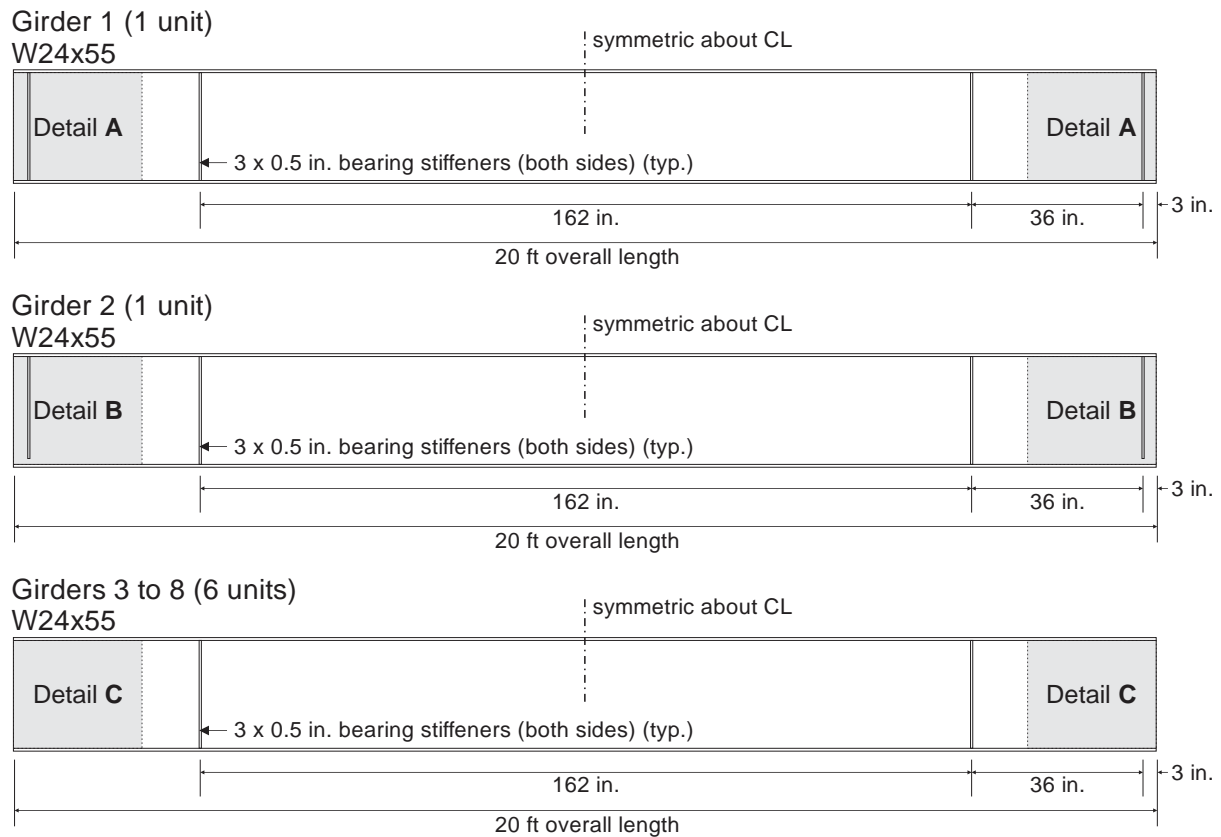 Girder 1 (1 unit)
W24x55
symmetric about CL
Detail A
Detail A
3 x 0.5 in. bearing stiffeners (both sides) (typ.)
162 in.
36 in.
3 in.
20 ft overall length
Girder 2 (1 unit)
W24x55
symmetric about CL
Detail B
Detail B
3 x 0.5 in. bearing stiffeners (both sides) (typ.)
162 in.
36 in.
3 in.
20 ft overall length
Girders 3 to 8 (6 units)
W24x55
symmetric about CL
Detail C
Detail C
3 x 0.5 in. bearing stiffeners (both sides) (typ.)
162 in.
36 in.
3 in.
20 ft overall length